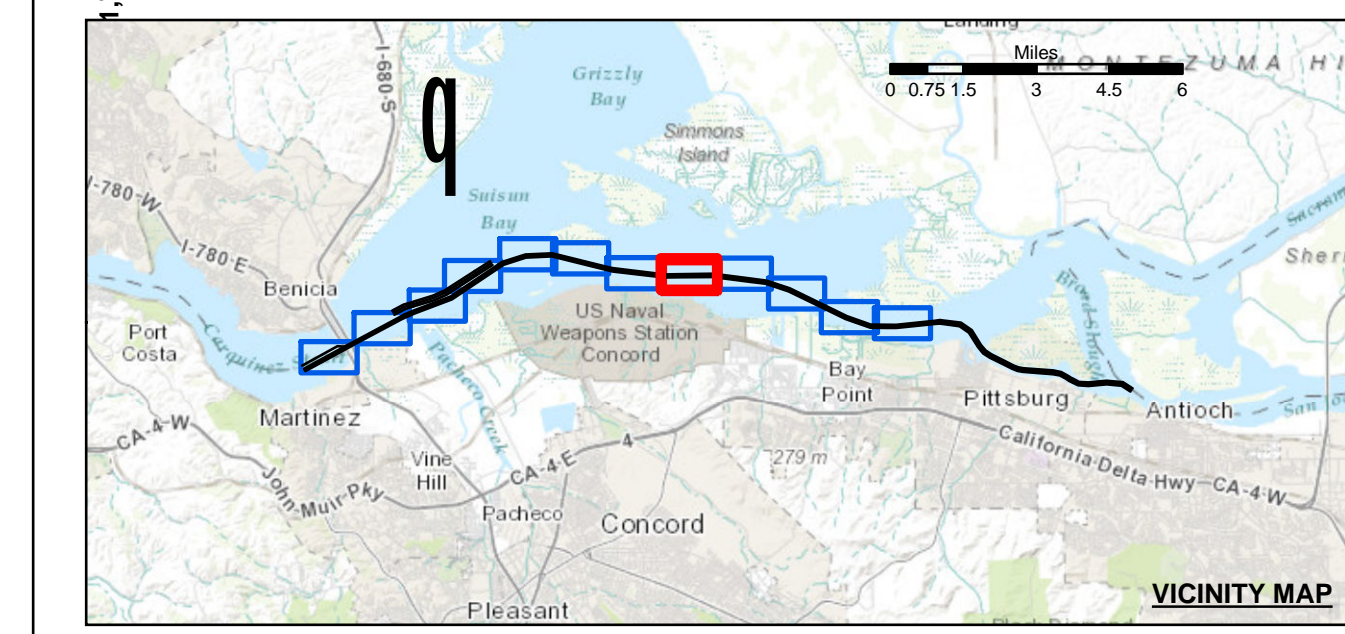 Landing
Miles
MONTEZUMA HI
0 0.75 1.5 3 4.5 6
I-680-S
Grizzly
Bay
q
Simmons
Island
I-780-W
Suisun
Bay
I-780-E
Benicia
Sher
Port
Costa
Carquinez
US Naval
Weapons Station
Concord
Broad Slough
Pacheco Creek
Bay
Point
Pittsburg
Antioch
San
Martinez
CA-4-W
4
California Delta Hwy
CA-4-W
Vine
Hill
CA-4-E
279 m
John Muir Pky
Pacheco
Concord
Pleasant
VICINITY MAP